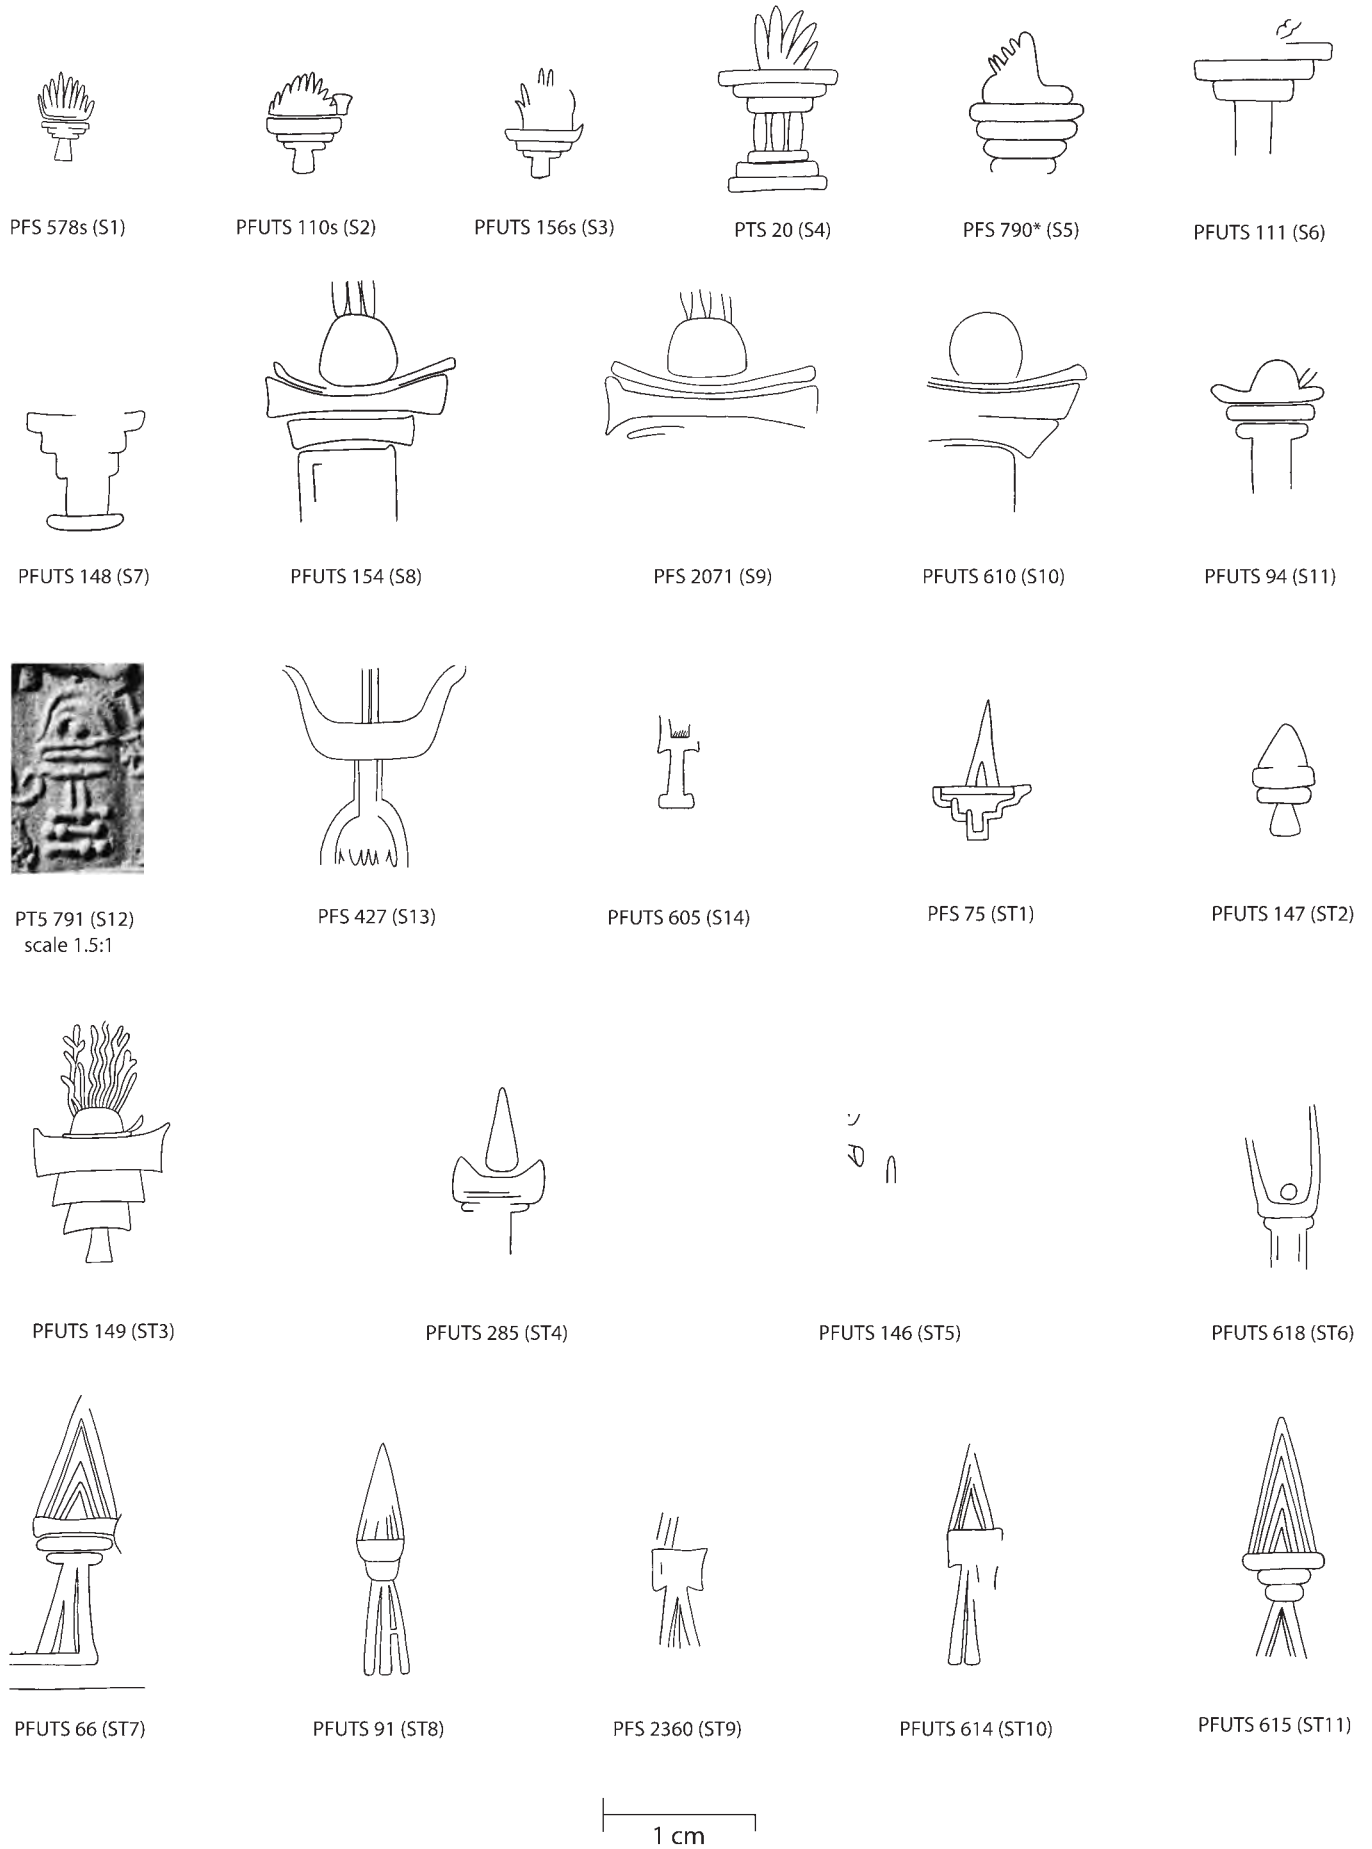 PFS 578s (S1)
PFUTS 110s (S2)
PFUTS 156s (S3)
PTS 20 (S4)
PFS 790* (S5)
PFUTS 111 (S6)
PFUTS 148 (S7)
PFUTS 154 (S8)
PFS 2071 (S9)
PFUTS 610 (S10)
PFUTS 94 (S11)
PT5 791 (S12)
scale 1.5:1
PFS 427 (S13)
PFUTS 605 (S14)
PFS 75 (ST1)
PFUTS 147 (ST2)
PFUTS 149 (ST3)
PFUTS 285 (ST4)
PFUTS 146 (ST5)
PFUTS 618 (ST6)
PFUTS 66 (ST7)
PFUTS 91 (ST8)
PFS 2360 (ST9)
PFUTS 614 (ST10)
PFUTS 615 (ST11)
1 cm